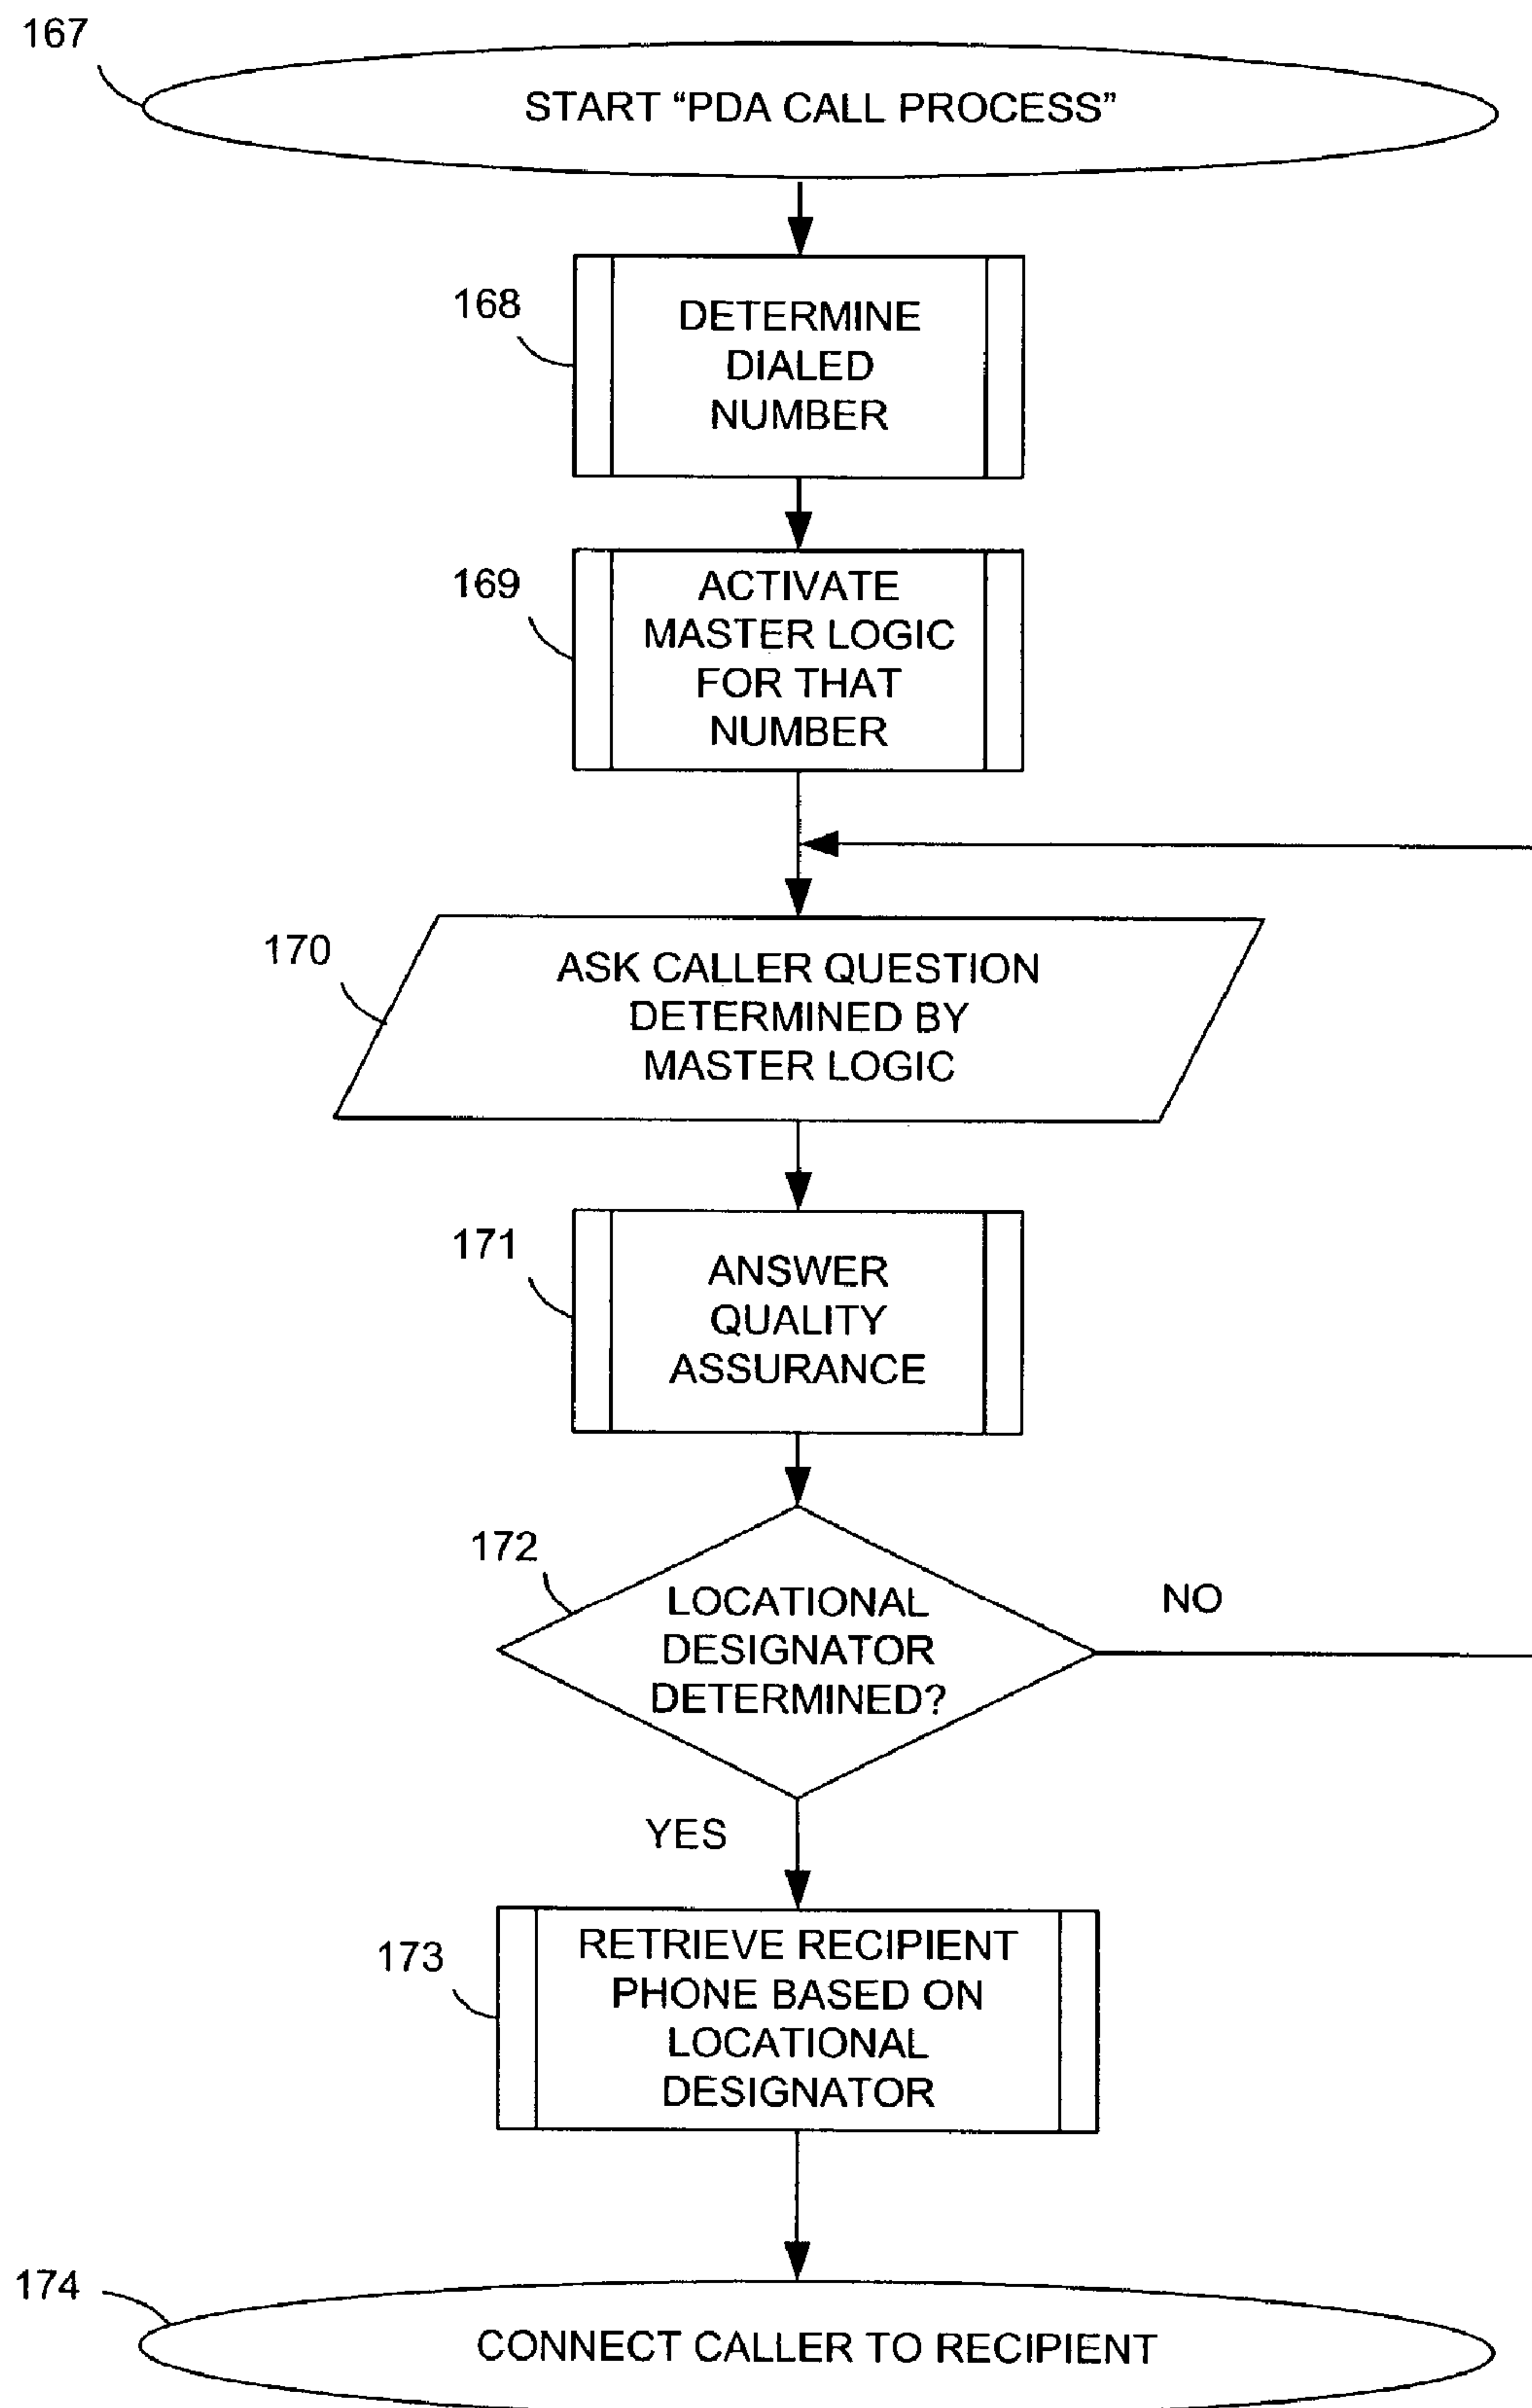 167
START “PDA CALL PROCESS”
168
DETERMINE
DIALED
NUMBER
169
ACTIVATE
MASTER LOGIC
FOR THAT
NUMBER
170
ASK CALLER QUESTION
DETERMINED BY
MASTER LOGIC
171
ANSWER
QUALITY
ASSURANCE
172
LOCATIONAL
DESIGNATOR
DETERMINED?
NO
YES
173
RETRIEVE RECIPIENT
PHONE BASED ON
LOCATIONAL
DESIGNATOR
174
CONNECT CALLER TO RECIPIENT